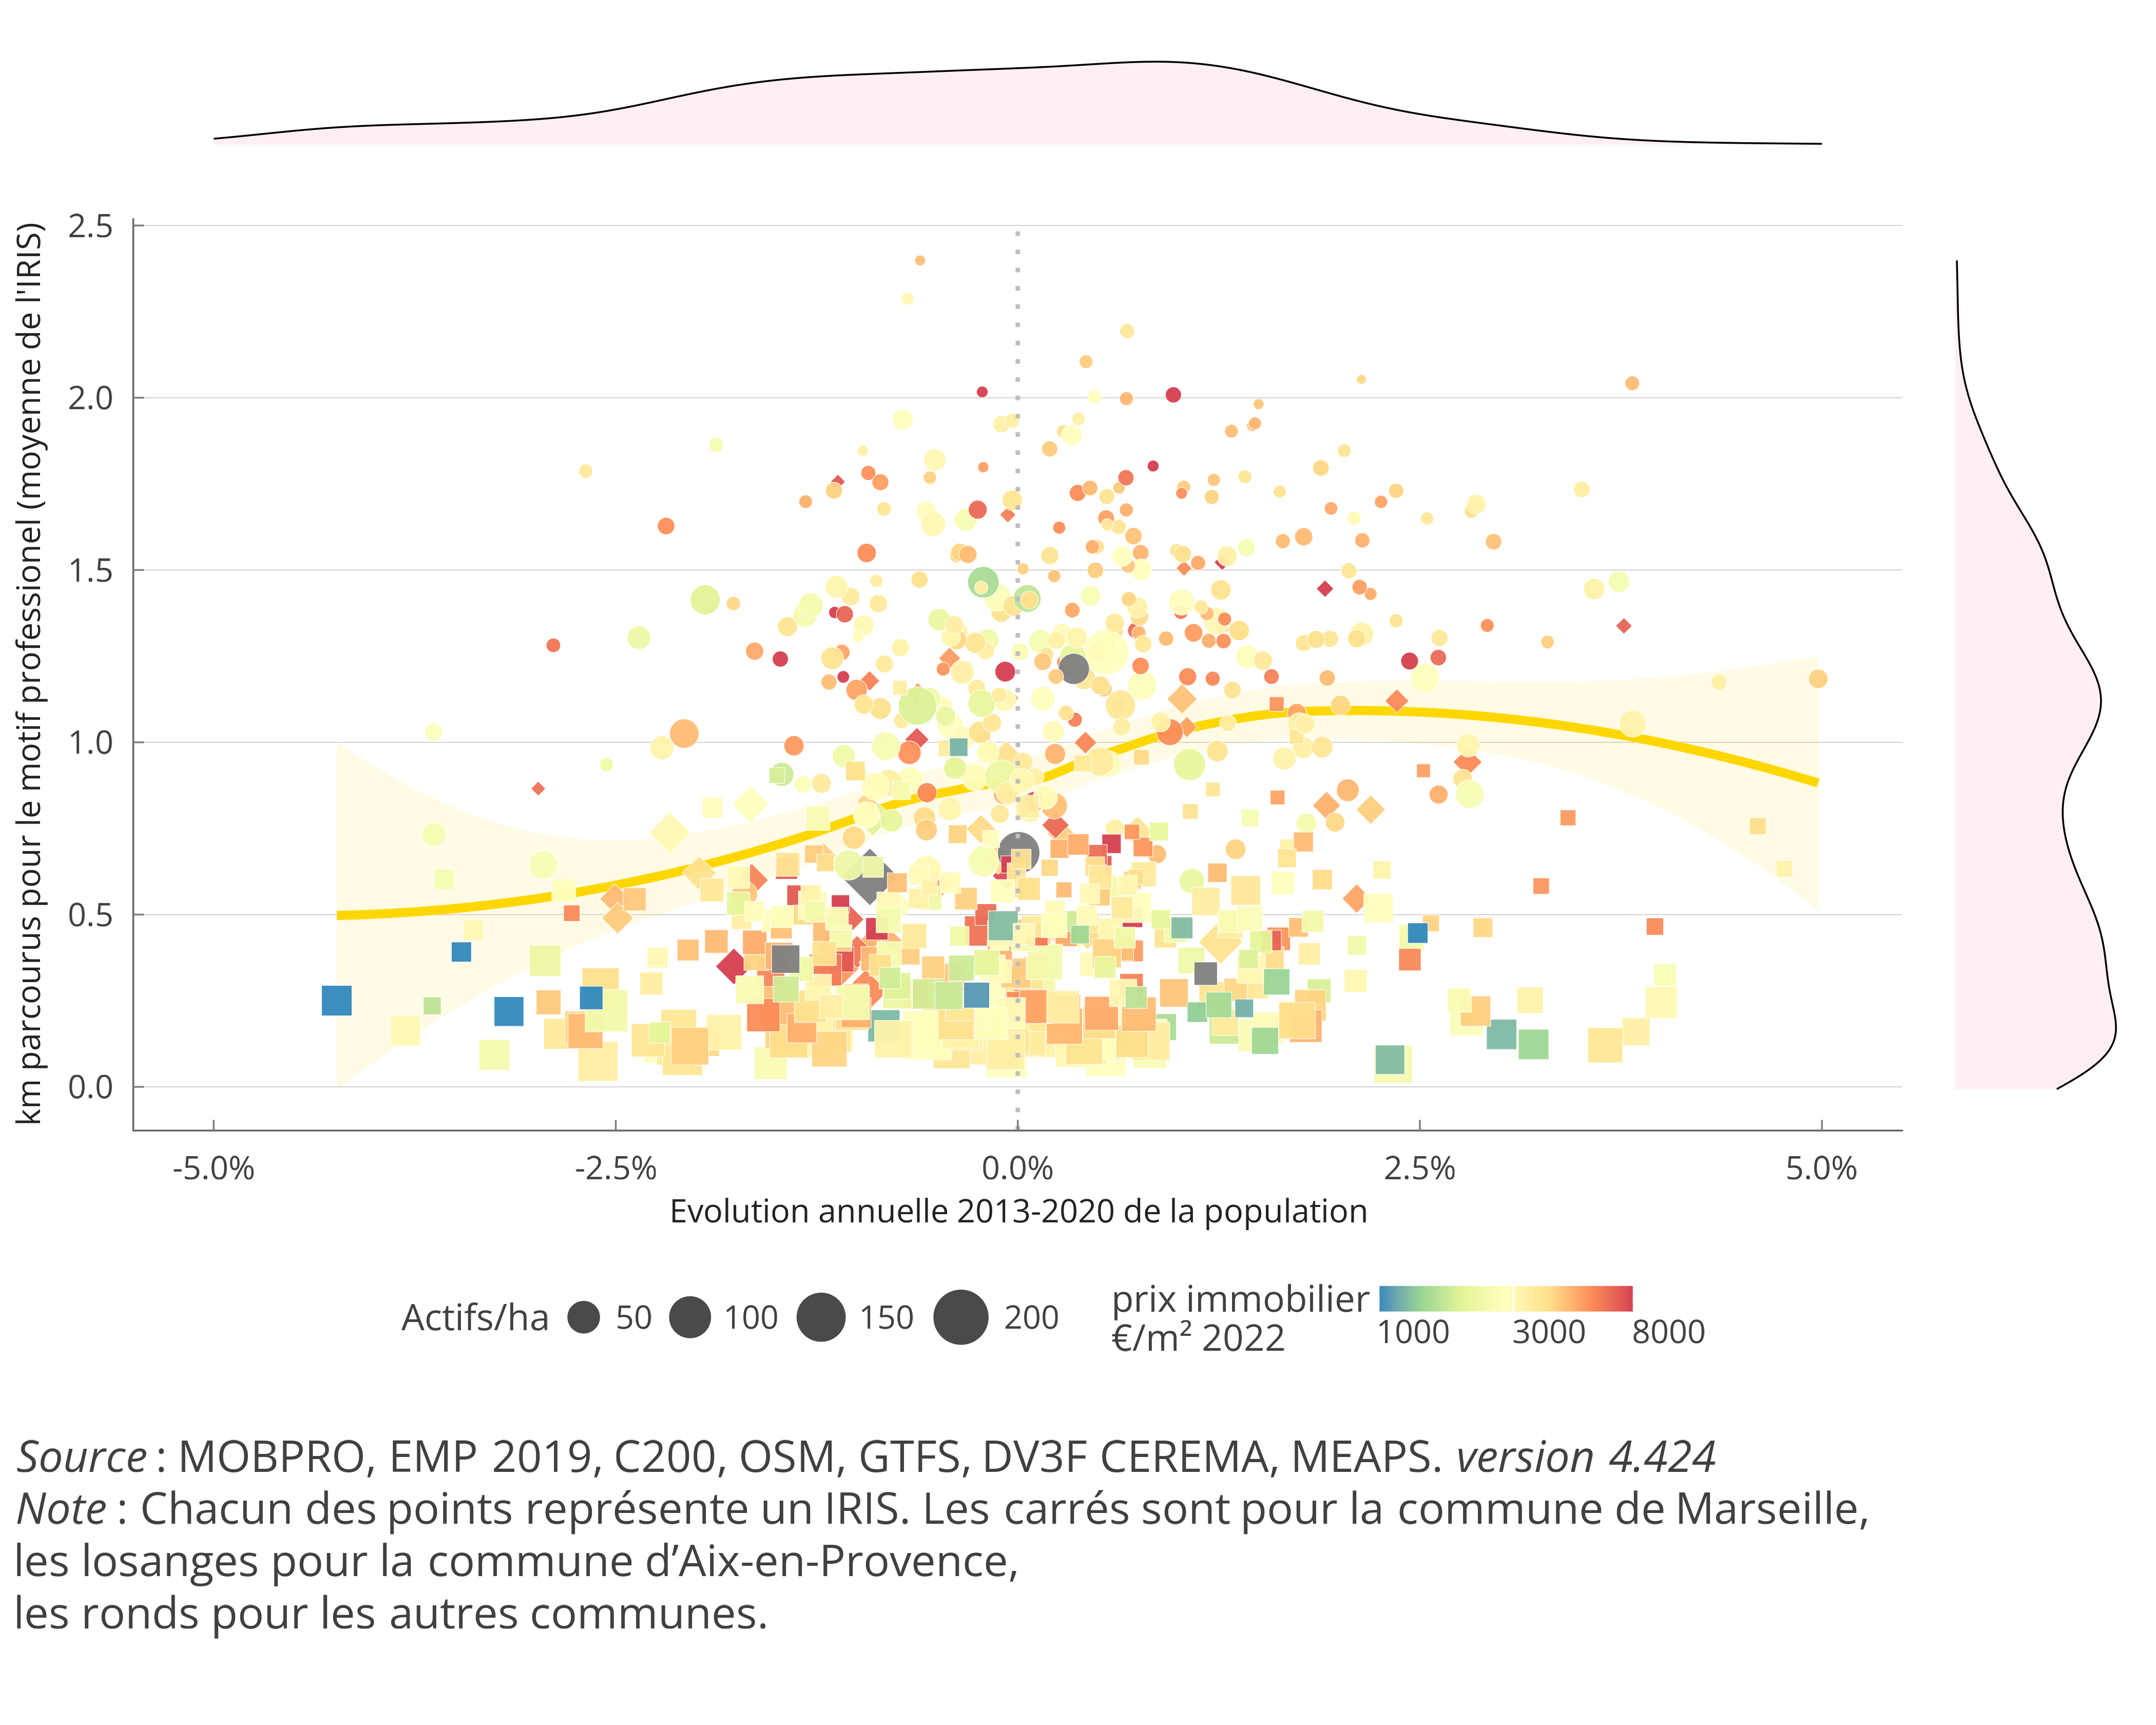 km parcourus pour le motif professionel (moyenne de l'IRIS)
2.5
2.0
1.5
1.0
0.5
0.0
-5.0%
-2.5%
0.0%
2.5%
5.0%
Evolution annuelle 2013-2020 de la population
Actifs/ha
50
100
150
200
prix immobilier
€/m² 2022
1000
3000
8000
Source : MOBPRO, EMP 2019, C200, OSM, GTFS, DV3F CEREMA, MEAPS. version 4.424
Note : Chacun des points représente un IRIS. Les carrés sont pour la commune de Marseille,
les losanges pour la commune d’Aix-en-Provence,
les ronds pour les autres communes.